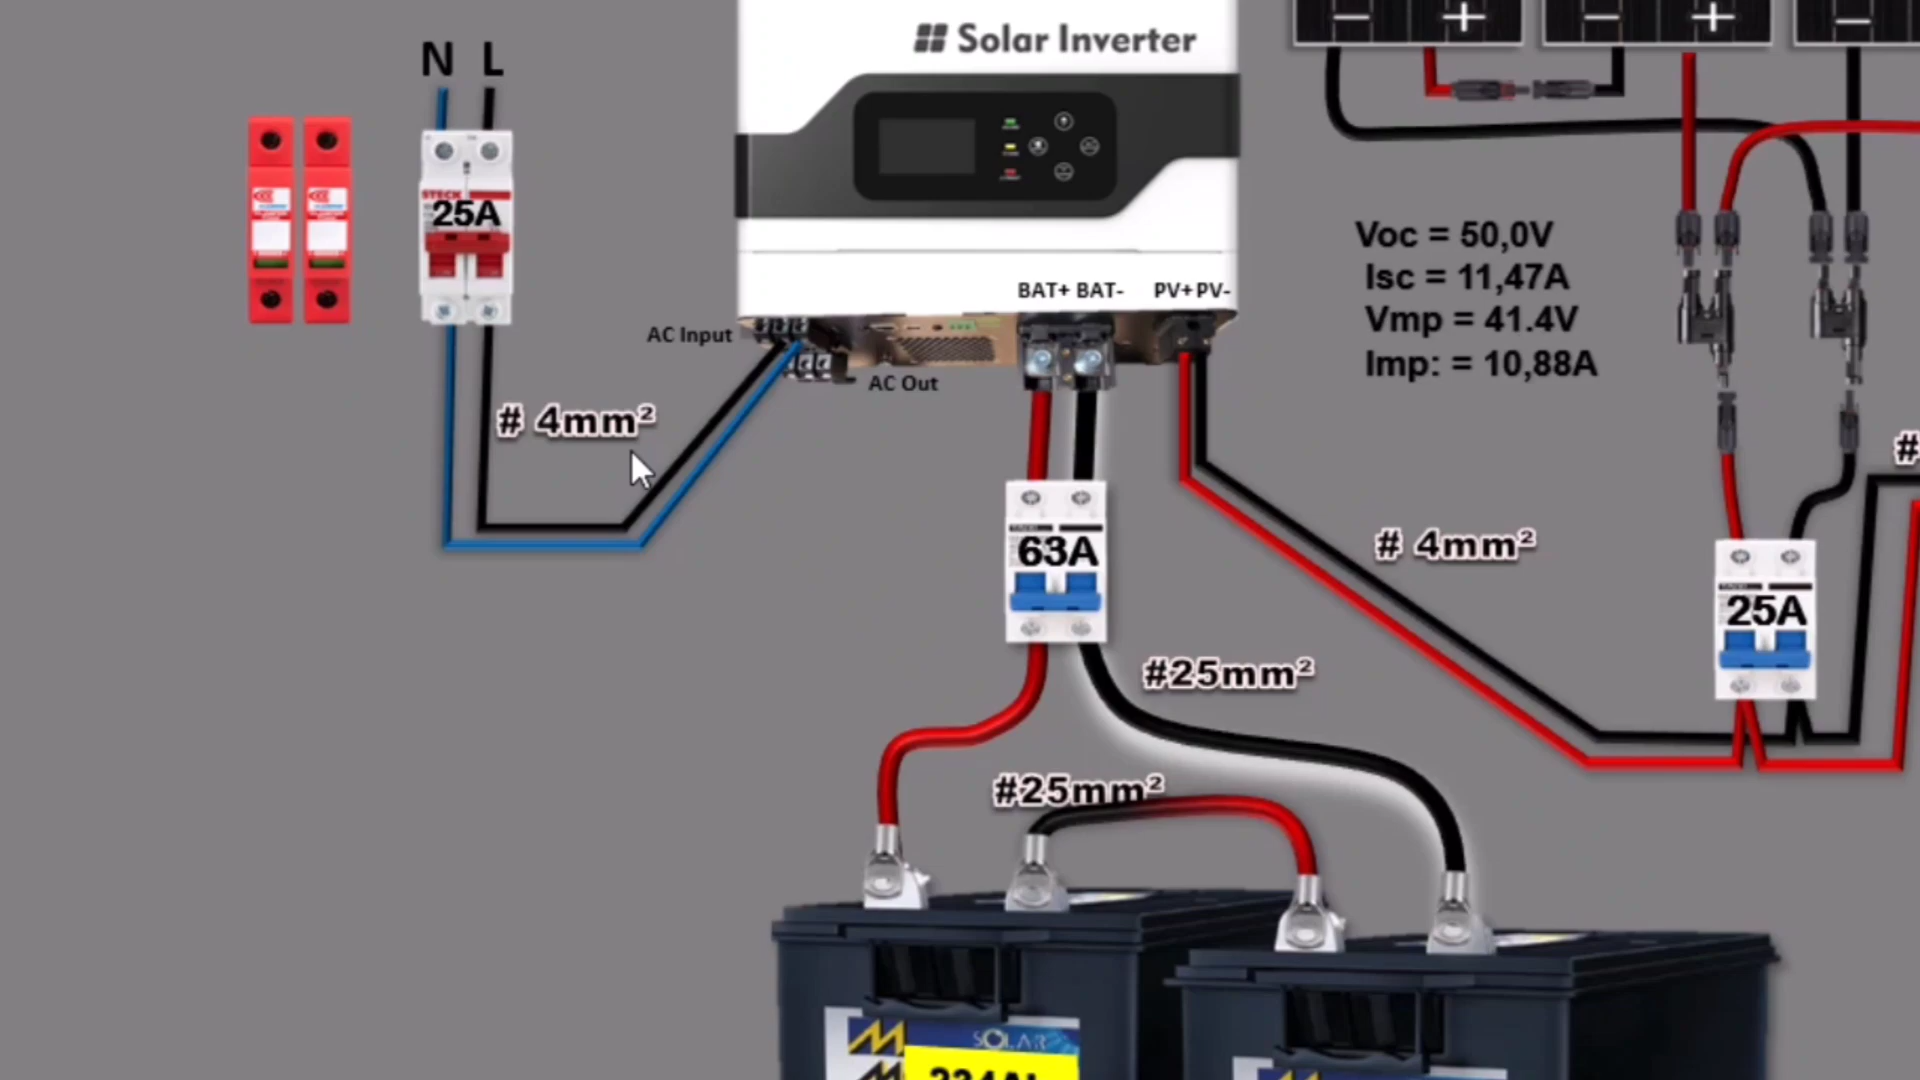 Solar Inverter
N L
STECK
25A
BAT+ BAT- PV+ PV-
AC Input
AC Out
Voc = 50,0V
Isc = 11,47A
Vmp = 41.4V
Imp: = 10,88A
# 4mm²
#
63A
# 4mm²
25A
#25mm²
#25mm²
SOLAR